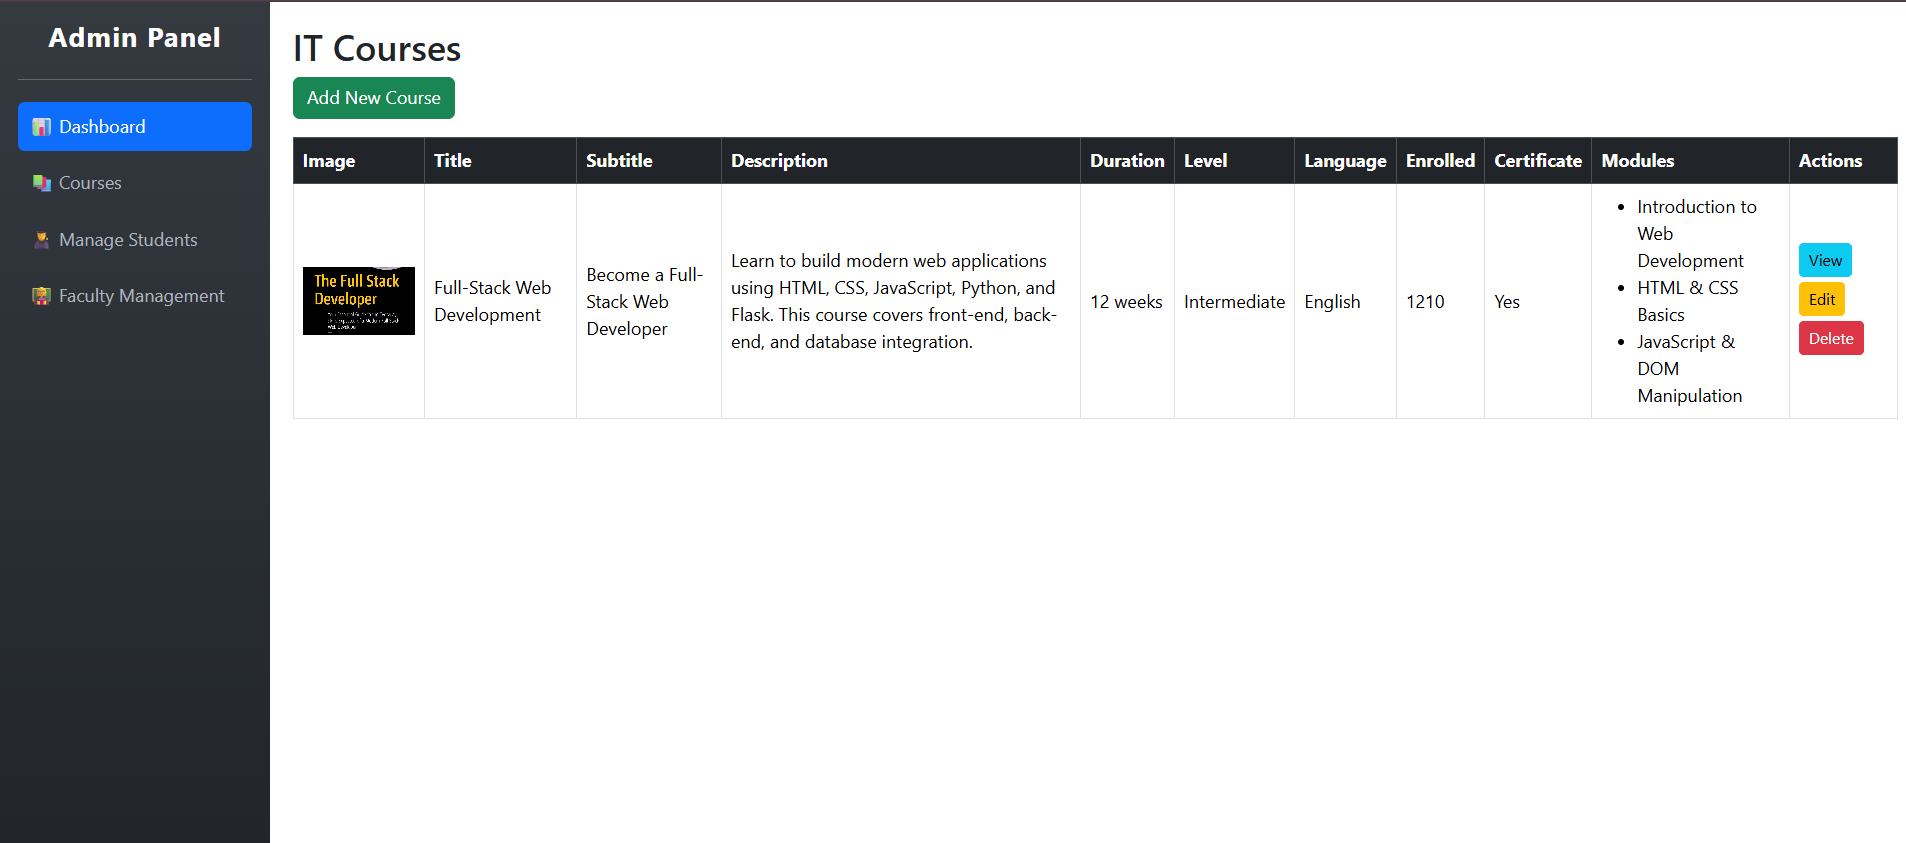 Admin Panel
Dashboard
Courses
Manage Students
Faculty Management
IT Courses
Add New Course
Image Title Subtitle Description Duration Level Language Enrolled Certificate Modules Actions
The Full Stack
Developer
Full-Stack Web
Development
Become a Full-
Stack Web
Developer
Learn to build modern web applications
using HTML, CSS, JavaScript, Python, and
Flask. This course covers front-end, back-
end, and database integration.
12 weeks
Intermediate
English
1210
Yes
• Introduction to
Web
Development
• HTML & CSS
Basics
• JavaScript &
DOM
Manipulation
View
Edit
Delete